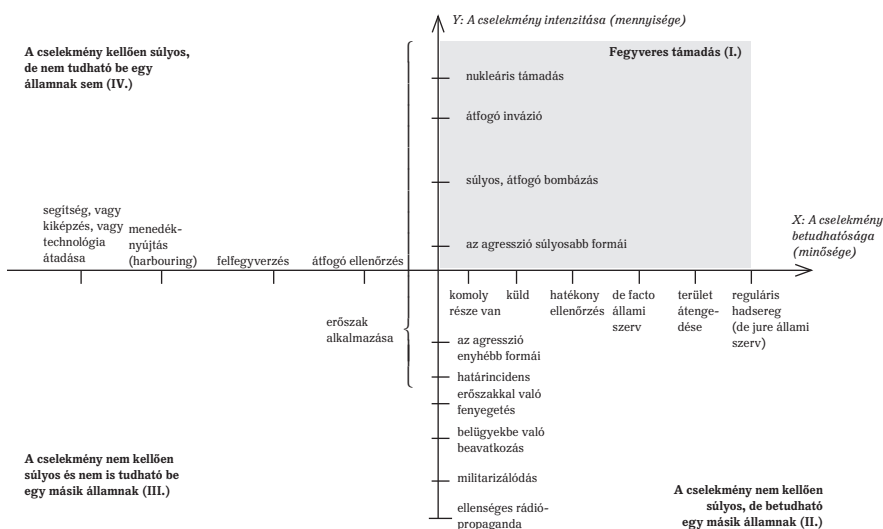 Y: A cselekmény intenzitása (mennyisége)
A cselekmény kellően súlyos,
de nem tudható be egy
államnak sem (IV.)
Fegyveres támadás (I.)
nukleáris támadás
átfogó invázió
súlyos, átfogó bombázás
az agresszió súlyosabb formái
X: A cselekmény
betudhatósága
(minősége)
segítség, vagy
kiképzés, vagy
technológia
átadása
menedék-
nyújtás
(harbouring)
felfegyverzés
átfogó ellenőrzés
komoly
része van
küld
hatékony
ellenőrzés
de facto
állami
szerv
terület
átenge-
dése
reguláris
hadsereg
(de jure állami
szerv)
erőszak
alkalmazása
az agresszió
enyhébb formái
határincidens
erőszakkal való
fenyegetés
belügyekbe való
beavatkozás
militarizálódás
ellenséges rádió-
propaganda
A cselekmény nem kellően
súlyos és nem is tudható be
egy másik államnak (III.)
A cselekmény nem kellően
súlyos, de betudható
egy másik államnak (II.)